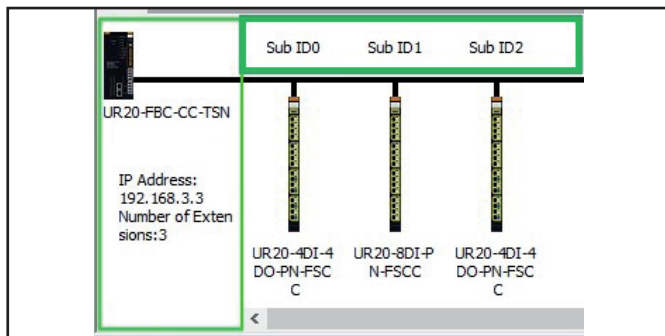 Sub ID0 Sub ID1 Sub ID2
UR20-FBC-CC-TSN
IP Address:
192.168.3.3
Number of Exten
sions:3
UR20-4DI-4
DO-PN-FSC
C
UR20-8DI-P
N-FSCC
UR20-4DI-4
DO-PN-FSC
C